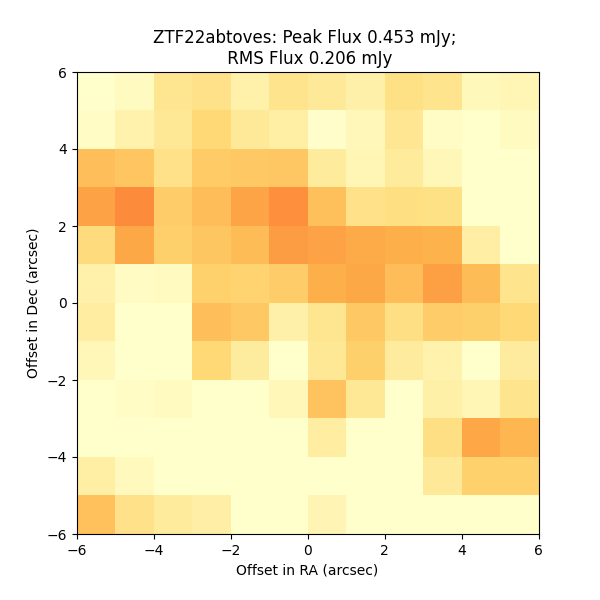 ZTF22abtoves: Peak Flux 0.453 mJy;
RMS Flux 0.206 mJy
6
4
2
0
−2
−4
−6
Offset in Dec (arcsec)
−6 −4 −2 0 2 4 6
Offset in RA (arcsec)